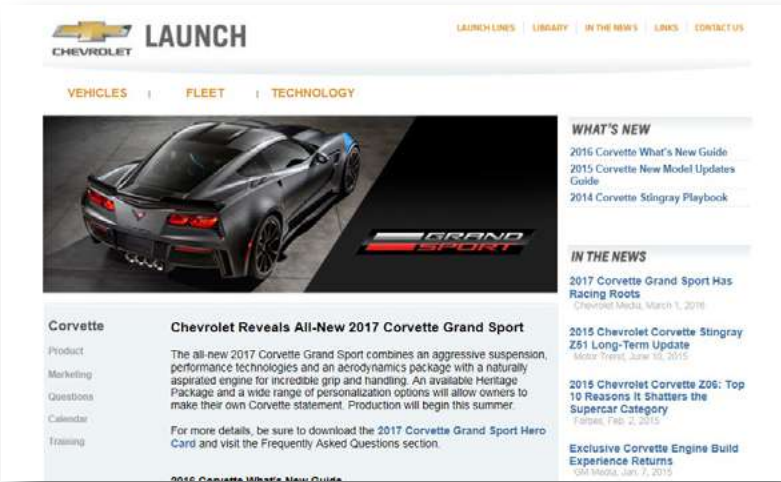 CHEVROLET
LAUNCH
LAUNCH LINES
LIBRARY
IN THE NEWS
LINKS
CONTACT US
VEHICLES
FLEET
TECHNOLOGY
GRAND
SPORT
Corvette
Product
Marketing
Questions
Calendar
Training
Chevrolet Reveals All-New 2017 Corvette Grand Sport
The all-new 2017 Corvette Grand Sport combines an aggressive suspension,
performance technologies and an aerodynamics package with a naturally
aspirated engine for incredible grip and handling. An available Heritage
Package and a wide range of personalization options will allow owners to
make their own Corvette statement. Production will begin this summer.
For more details, be sure to download the 2017 Corvette Grand Sport Hero
Card and visit the Frequently Asked Questions section.
2016 Corvette What's New Guide
WHAT'S NEW
2016 Corvette What's New Guide
2015 Corvette New Model Updates
Guide
2014 Corvette Stingray Playbook
IN THE NEWS
2017 Corvette Grand Sport Has
Racing Roots
Chevrolet Media, March 1, 2016
2015 Chevrolet Corvette Stingray
Z51 Long-Term Update
Motor Trend, June 10, 2015
2015 Chevrolet Corvette Z06: Top
10 Reasons It Shatters the
Supercar Category
Forbes, Feb. 2, 2015
Exclusive Corvette Engine Build
Experience Returns
GM Media, Jan. 7, 2015